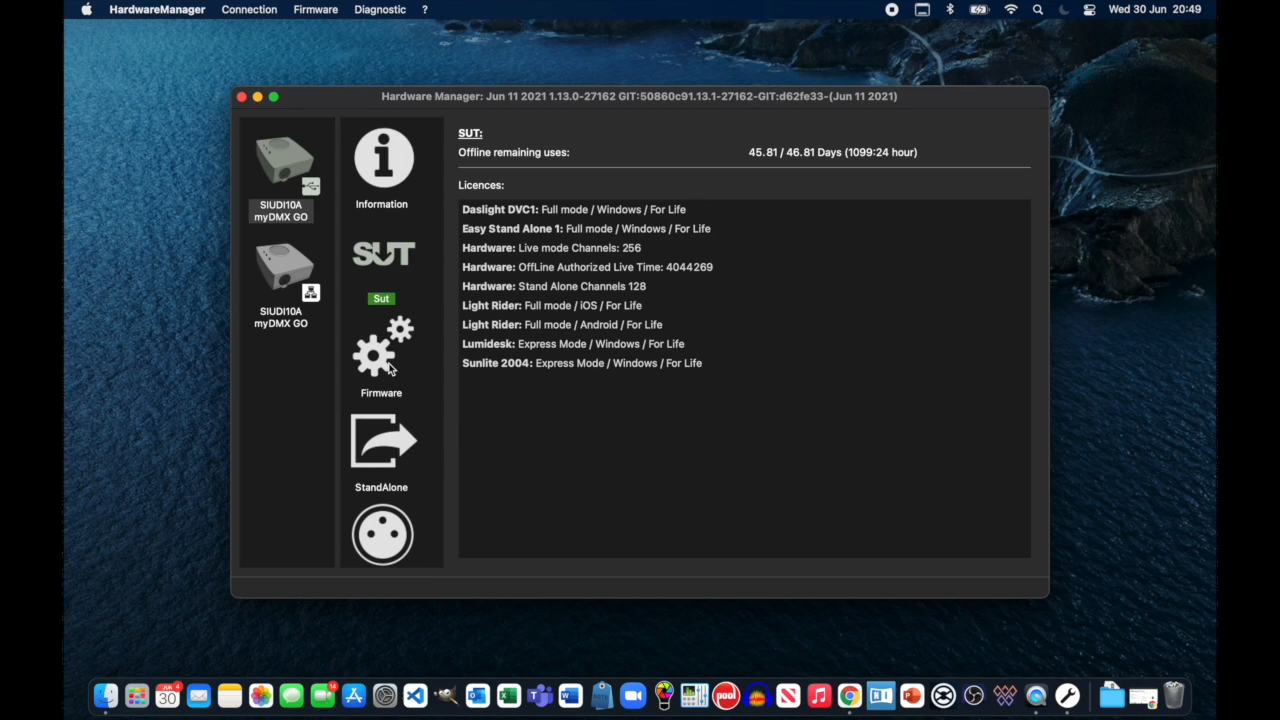 HardwareManager Connection Firmware Diagnostic ? Wed 30 Jun 20:49
Hardware Manager: Jun 11 2021 1.13.0-27162 GIT:50860c91.13.1-27162-GIT:d62fe33-(Jun 11 2021)
SIUDI10A
myDMX GO
SIUDI10A
myDMX GO
Information
SUT
Sut
Firmware
StandAlone
SUT:
Offline remaining uses: 45.81 / 46.81 Days (1099:24 hour)
Licences:
Daslight DVC1: Full mode / Windows / For Life
Easy Stand Alone 1: Full mode / Windows / For Life
Hardware: Live mode Channels: 256
Hardware: OffLine Authorized Live Time: 4044269
Hardware: Stand Alone Channels 128
Light Rider: Full mode / iOS / For Life
Light Rider: Full mode / Android / For Life
Lumidesk: Express Mode / Windows / For Life
Sunlite 2004: Express Mode / Windows / For Life
JUN 30 4 14 pool